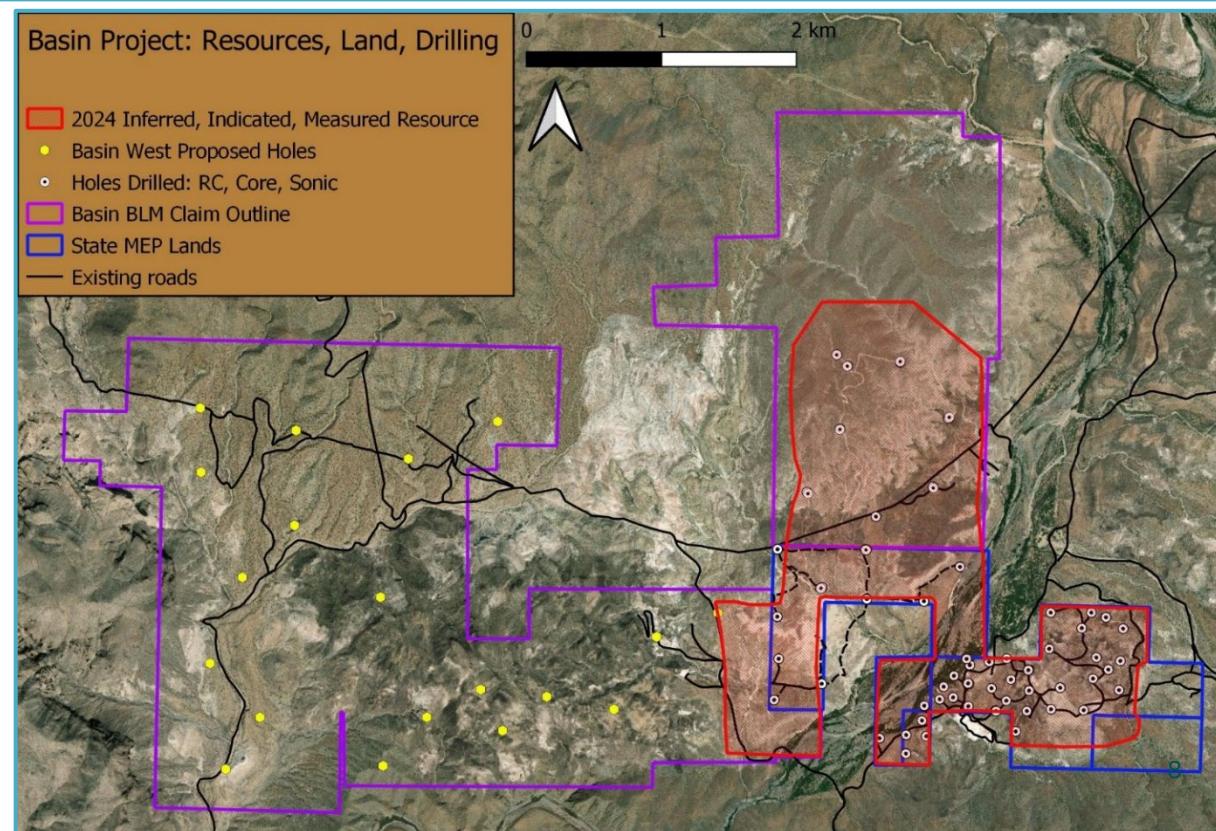 Basin Project: Resources, Land, Drilling
0 1 2 km
2024 Inferred, Indicated, Measured Resource
Basin West Proposed Holes
Holes Drilled: RC, Core, Sonic
Basin BLM Claim Outline
State MEP Lands
Existing roads
8